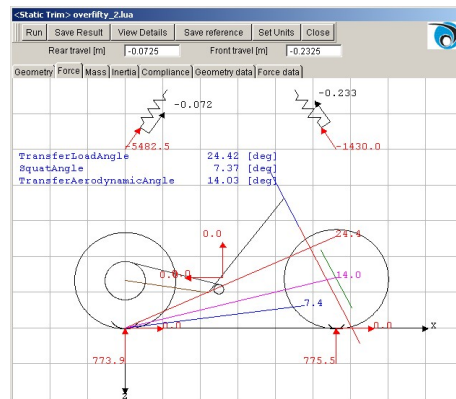 <Static Trim> overfifty_2.lua
Run Save Result View Details Save reference Set Units Close
Rear travel [m] -0.0725 Front travel [m] -0.2325
Geometry Force Mass Inertia Compliance Geometry data Force data
-0.072 -0.233
-5482.5 -1430.0
TransferLoadAngle 24.42 [deg]
SquatAngle 7.37 [deg]
TransferAerodynamicAngle 14.03 [deg]
0.0 24.4
0.0 14.0
7.4
0.0 0.0 X
773.9 775.5
Z